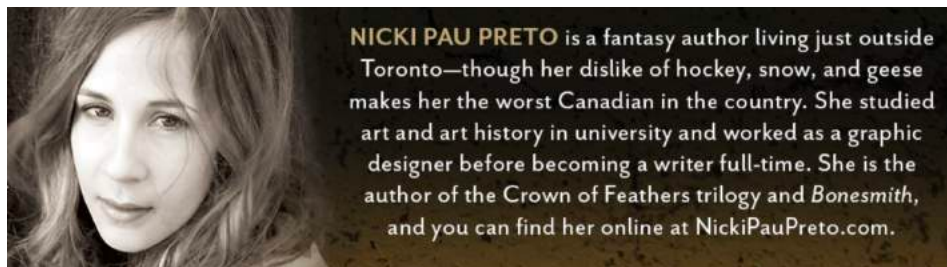 NICKI PAU PRETO is a fantasy author living just outside
Toronto—though her dislike of hockey, snow, and geese
makes her the worst Canadian in the country. She studied
art and art history in university and worked as a graphic
designer before becoming a writer full-time. She is the
author of the Crown of Feathers trilogy and Bonesmith,
and you can find her online at NickiPauPreto.com.